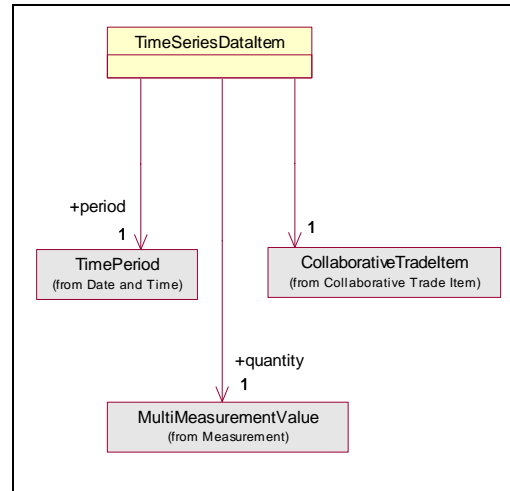 TimeSeriesDataItem
+period
1
1
TimePeriod
(from Date and Time)
CollaborativeTradeItem
(from Collaborative Trade Item)
+quantity
1
MultiMeasurementValue
(from Measurement)